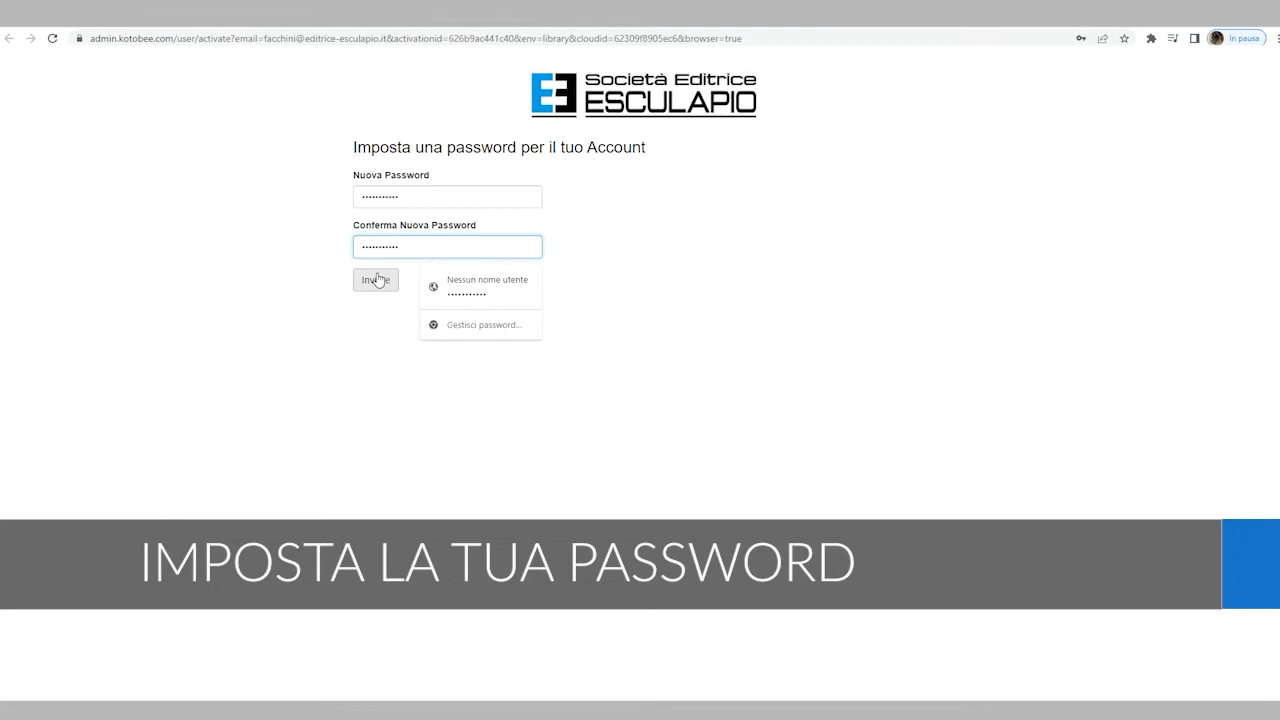 admin.kotobee.com/user/activate?email=facchini@editrice-esculapio.it&activationid=626b9ac441c40&env=library&cloudid=62309f8905ec6&browser=true
In pausa
Società Editrice
ESCULAPIO
Imposta una password per il tuo Account
Nuova Password
•••••••••••
Conferma Nuova Password
•••••••••••
Nessun nome utente
•••••••••••
Gestisci password...
IMPOSTA LA TUA PASSWORD